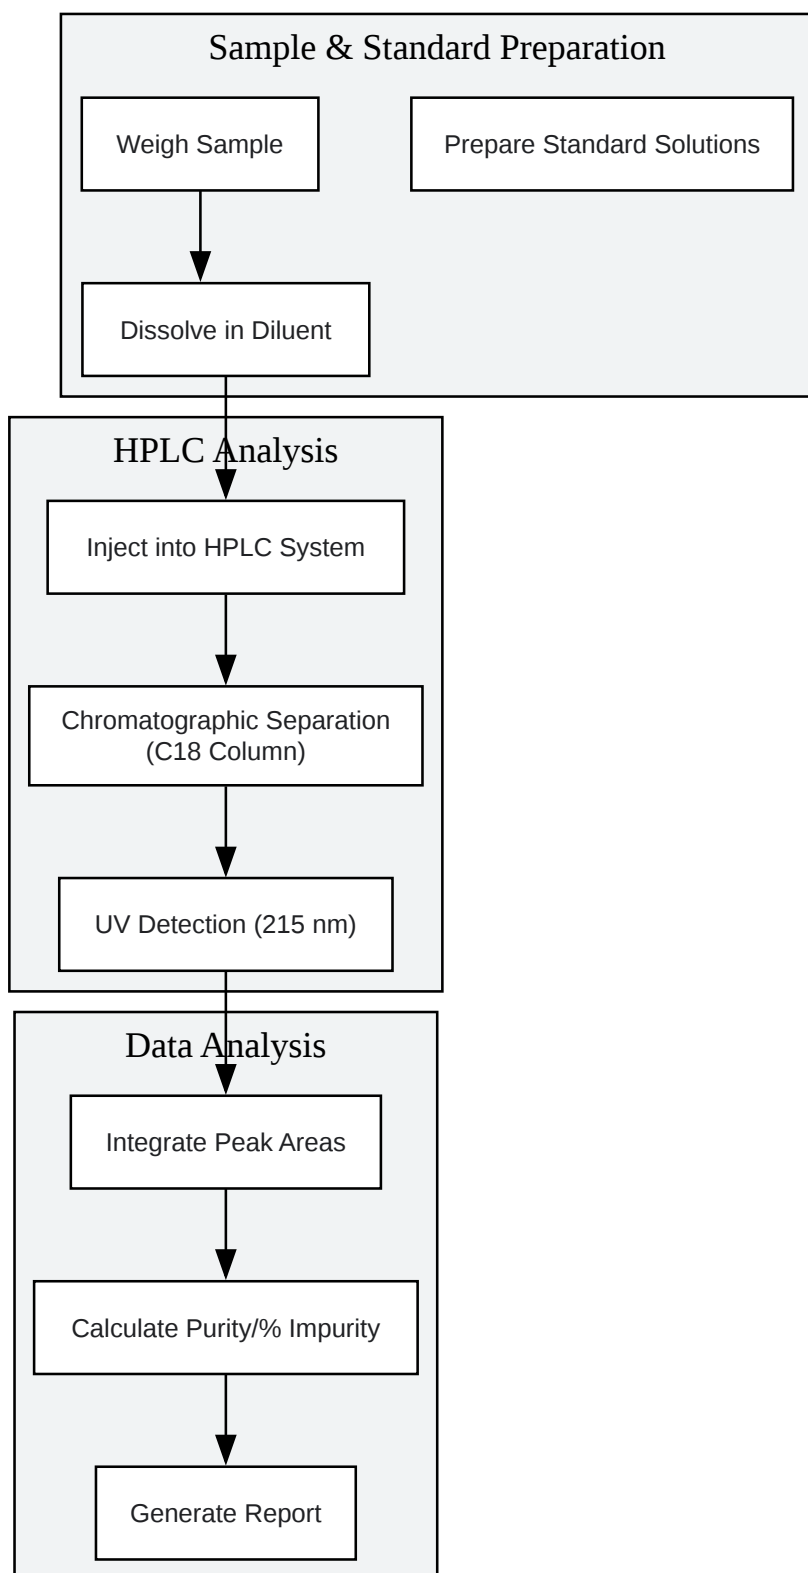 Sample & Standard Preparation
Weigh Sample
Prepare Standard Solutions
Dissolve in Diluent
HPLC Analysis
Inject into HPLC System
Chromatographic Separation
(C18 Column)
UV Detection (215 nm)
Data Analysis
Integrate Peak Areas
Calculate Purity/% Impurity
Generate Report